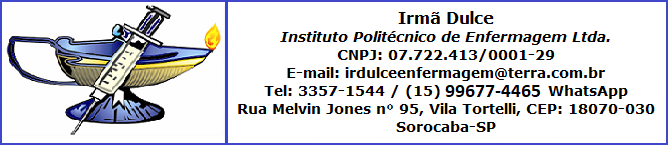 Irmã Dulce
Instituto Politécnico de Enfermagem Ltda.
CNPJ: 07.722.413/0001-29
E-mail: irdulceenfermagem@terra.com.br
Tel: 3357-1544 / (15) 99677-4465 WhatsApp
Rua Melvin Jones n° 95, Vila Tortelli, CEP: 18070-030
Sorocaba-SP